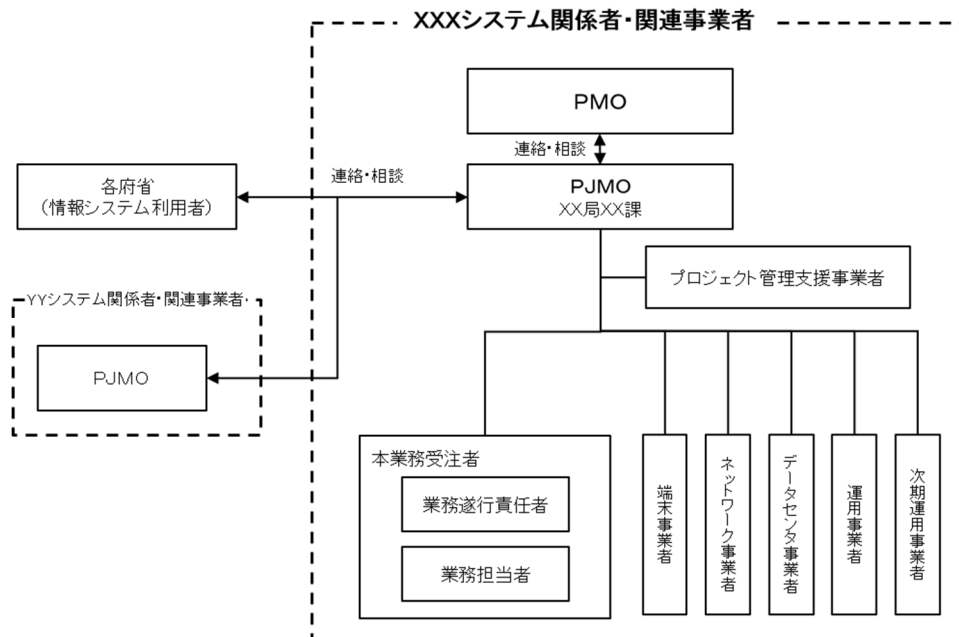 XXXシステム関係者・関連事業者
PMO
連絡・相談
各府省
（情報システム利用者）
連絡・相談
PJMO
XX局XX課
プロジェクト管理支援事業者
YYシステム関係者・関連事業者
PJMO
本業務受注者
業務遂行責任者
業務担当者
端末事業者
ネットワーク事業者
データセンタ事業者
運用事業者
次期運用事業者